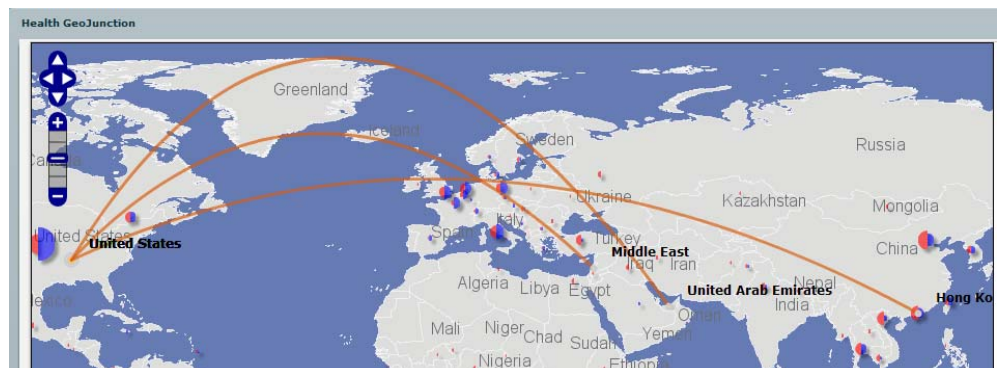 Health GeoJunction
Greenland
Iceland
Sweden
Russia
Canada
Ukraine
Kazakhstan
Mongolia
United States
United States
Spain
Italy
Turkey
China
Middle East
Iraq
Iran
Algeria
Libya
Egypt
United Arab Emirates
Nepal
India
Hong Ko
Oman
Mexico
Mali
Niger
Chad
Sudan
Yemen
Nigeria
Ethiopia